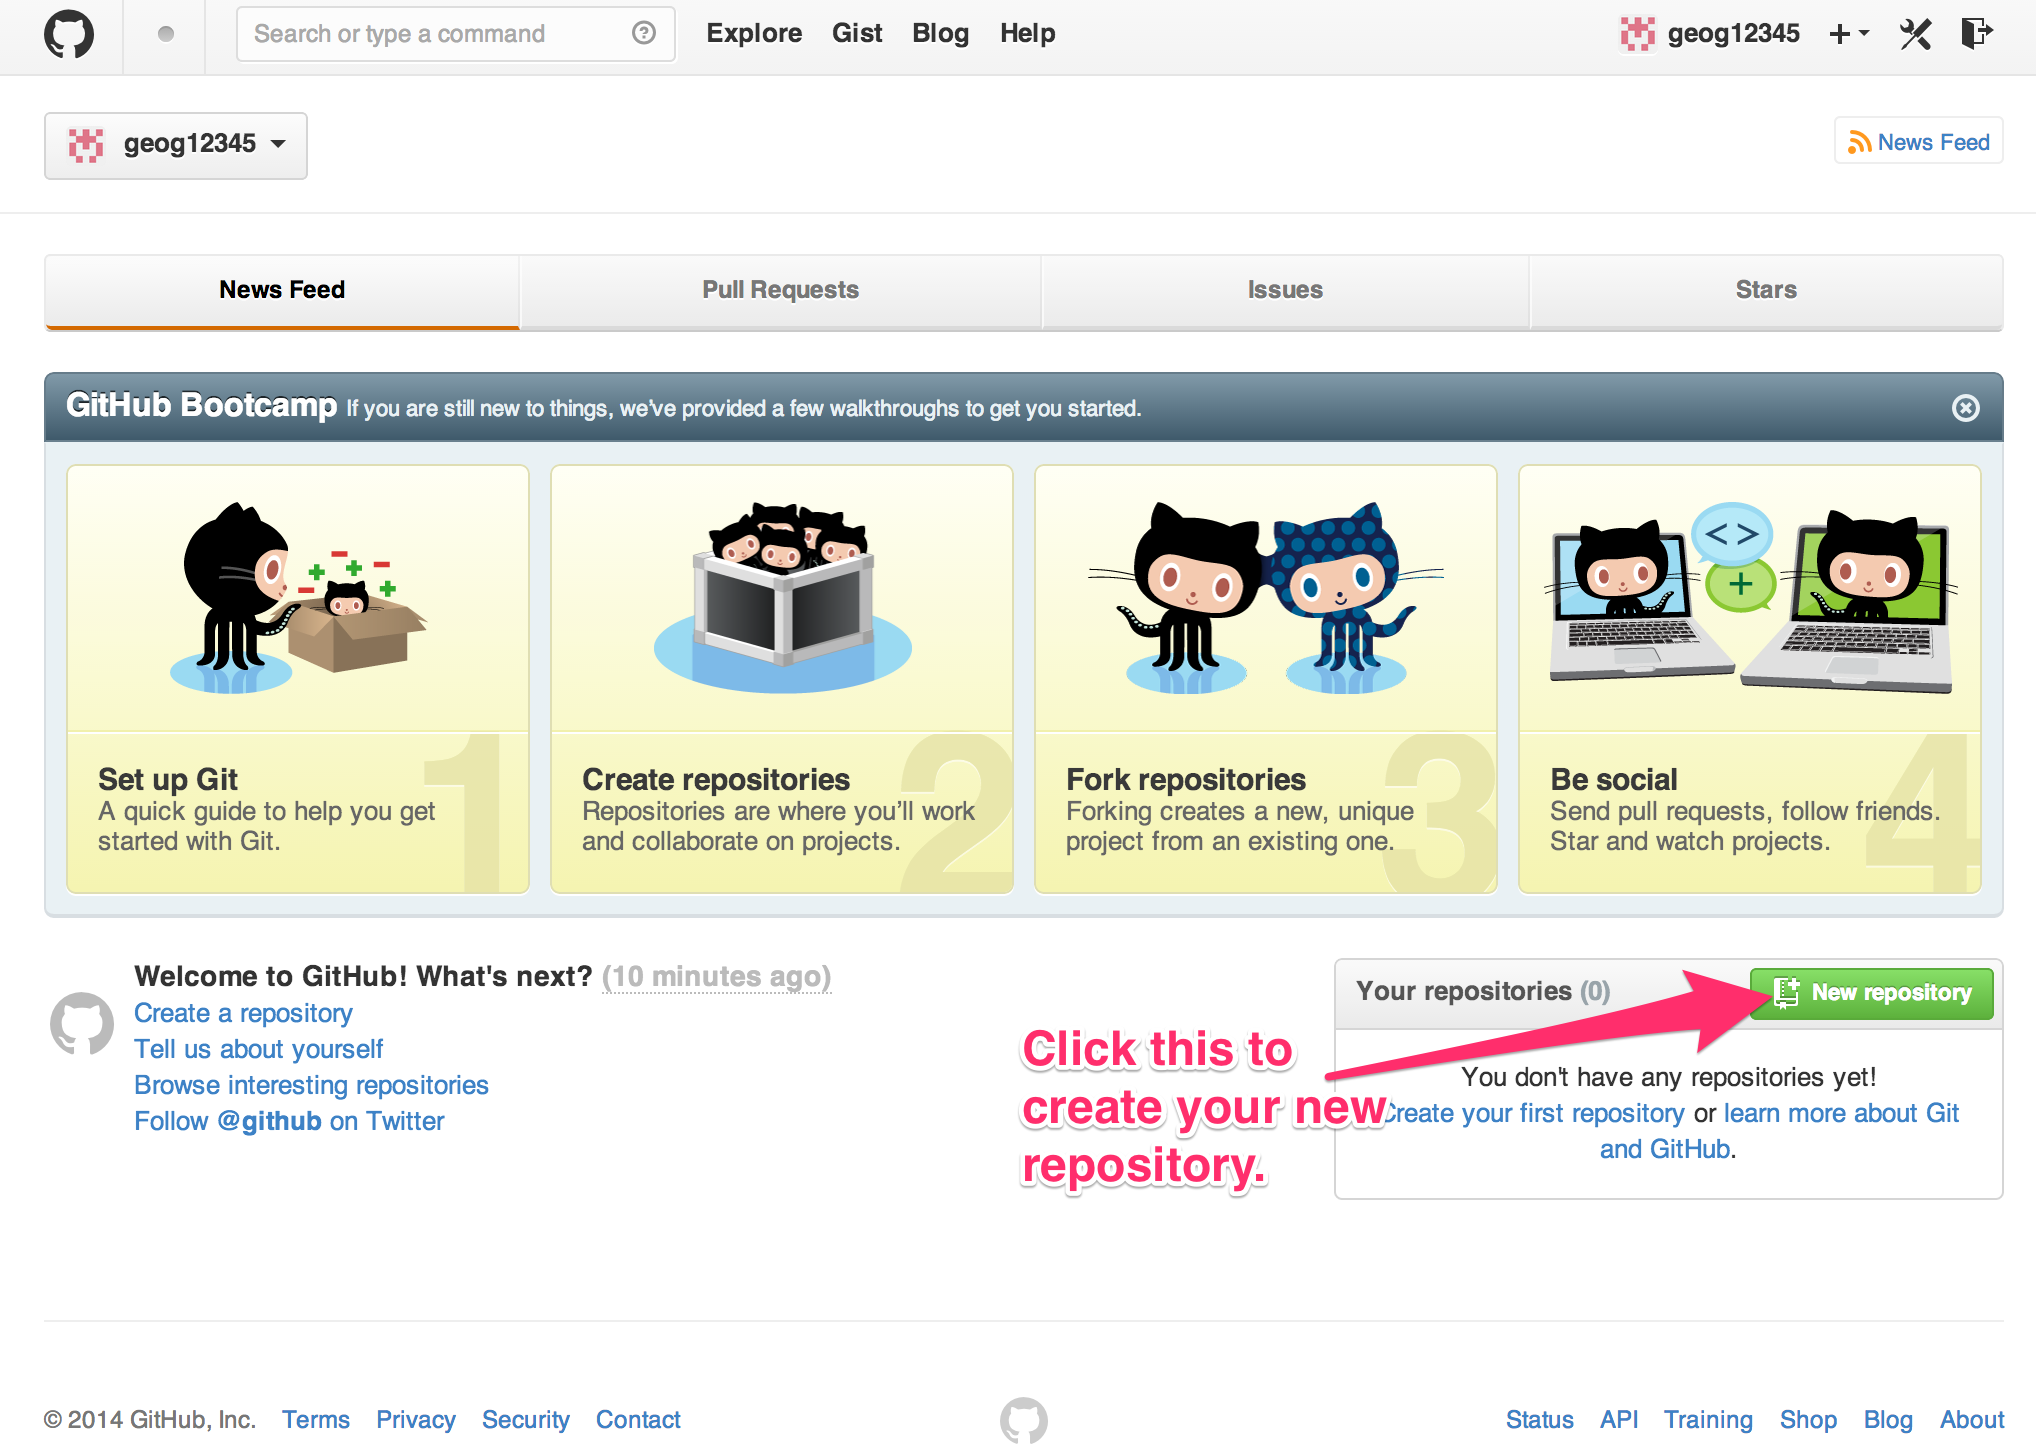 Search or type a command
Explore Gist Blog Help
geog12345
geog12345
News Feed
News Feed Pull Requests Issues Stars
GitHub Bootcamp If you are still new to things, we've provided a few walkthroughs to get you started.
1
Set up Git
A quick guide to help you get
started with Git.
2
Create repositories
Repositories are where you’ll work
and collaborate on projects.
3
Fork repositories
Forking creates a new, unique
project from an existing one.
4
Be social
Send pull requests, follow friends.
Star and watch projects.
Welcome to GitHub! What's next? (10 minutes ago)
Create a repository
Tell us about yourself
Browse interesting repositories
Follow @github on Twitter
Click this to
create your new
repository.
Your repositories (0)
New repository
You don't have any repositories yet!
Create your first repository or learn more about Git
and GitHub.
© 2014 GitHub, Inc. Terms Privacy Security Contact
Status API Training Shop Blog About